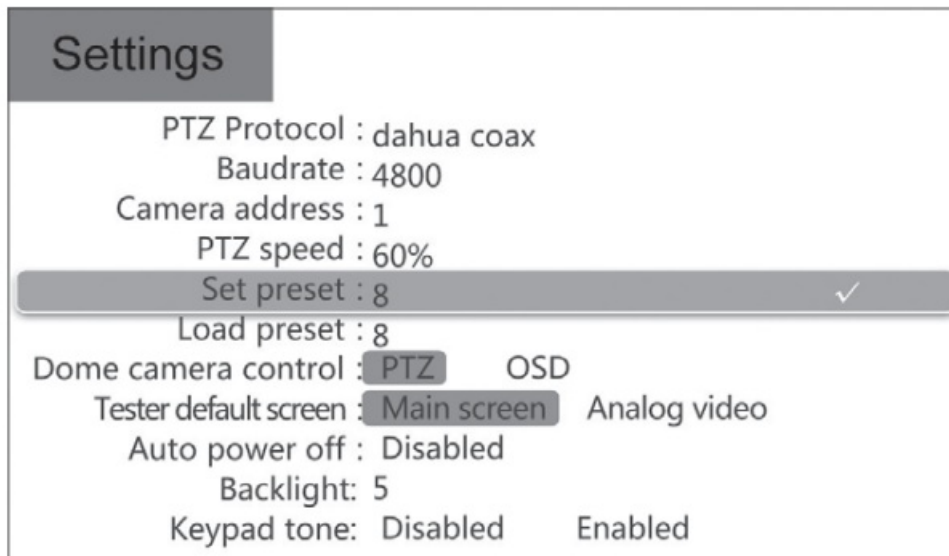 Settings
PTZ Protocol : dahua coax
Baudrate : 4800
Camera address : 1
PTZ speed : 60%
Set preset : 8 ✓
Load preset : 8
Dome camera control : PTZ OSD
Tester default screen : Main screen Analog video
Auto power off : Disabled
Backlight: 5
Keypad tone: Disabled Enabled